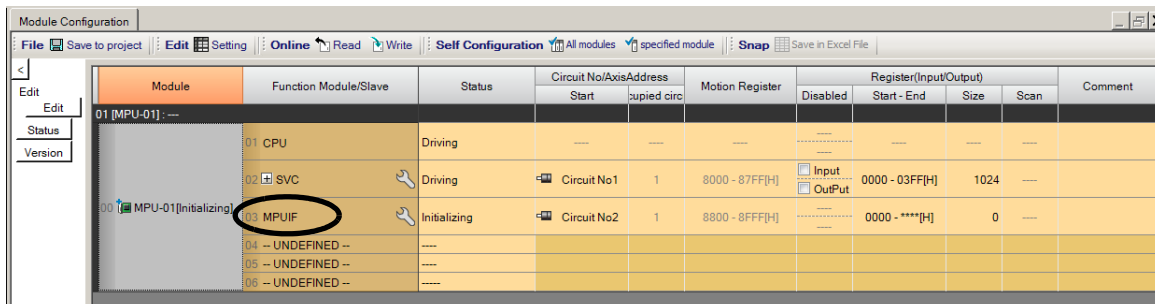 Module Configuration
File Save to project Edit Setting Online Read Write Self Configuration All modules specified module Snap Save in Excel File
<
Edit
Edit
Status
Version
Module Function Module/Slave Status Circuit No/AxisAddress Motion Register Register(Input/Output) Comment
Start cupied circ Disabled Start - End Size Scan
01 [MPU-01] : ---
00 MPU-01[Initializing]
01 CPU Driving ---- ---- ---- ---- ---- ---- ---- ----
02 SVC Driving Circuit No1 1 8000 - 87FF[H] Input OutPut 0000 - 03FF[H] 1024 ----
03 MPUIF Initializing Circuit No2 1 8800 - 8FFF[H] ---- ---- 0000 - ****[H] 0 ----
04 -- UNDEFINED -- ----
05 -- UNDEFINED -- ----
06 -- UNDEFINED -- -----